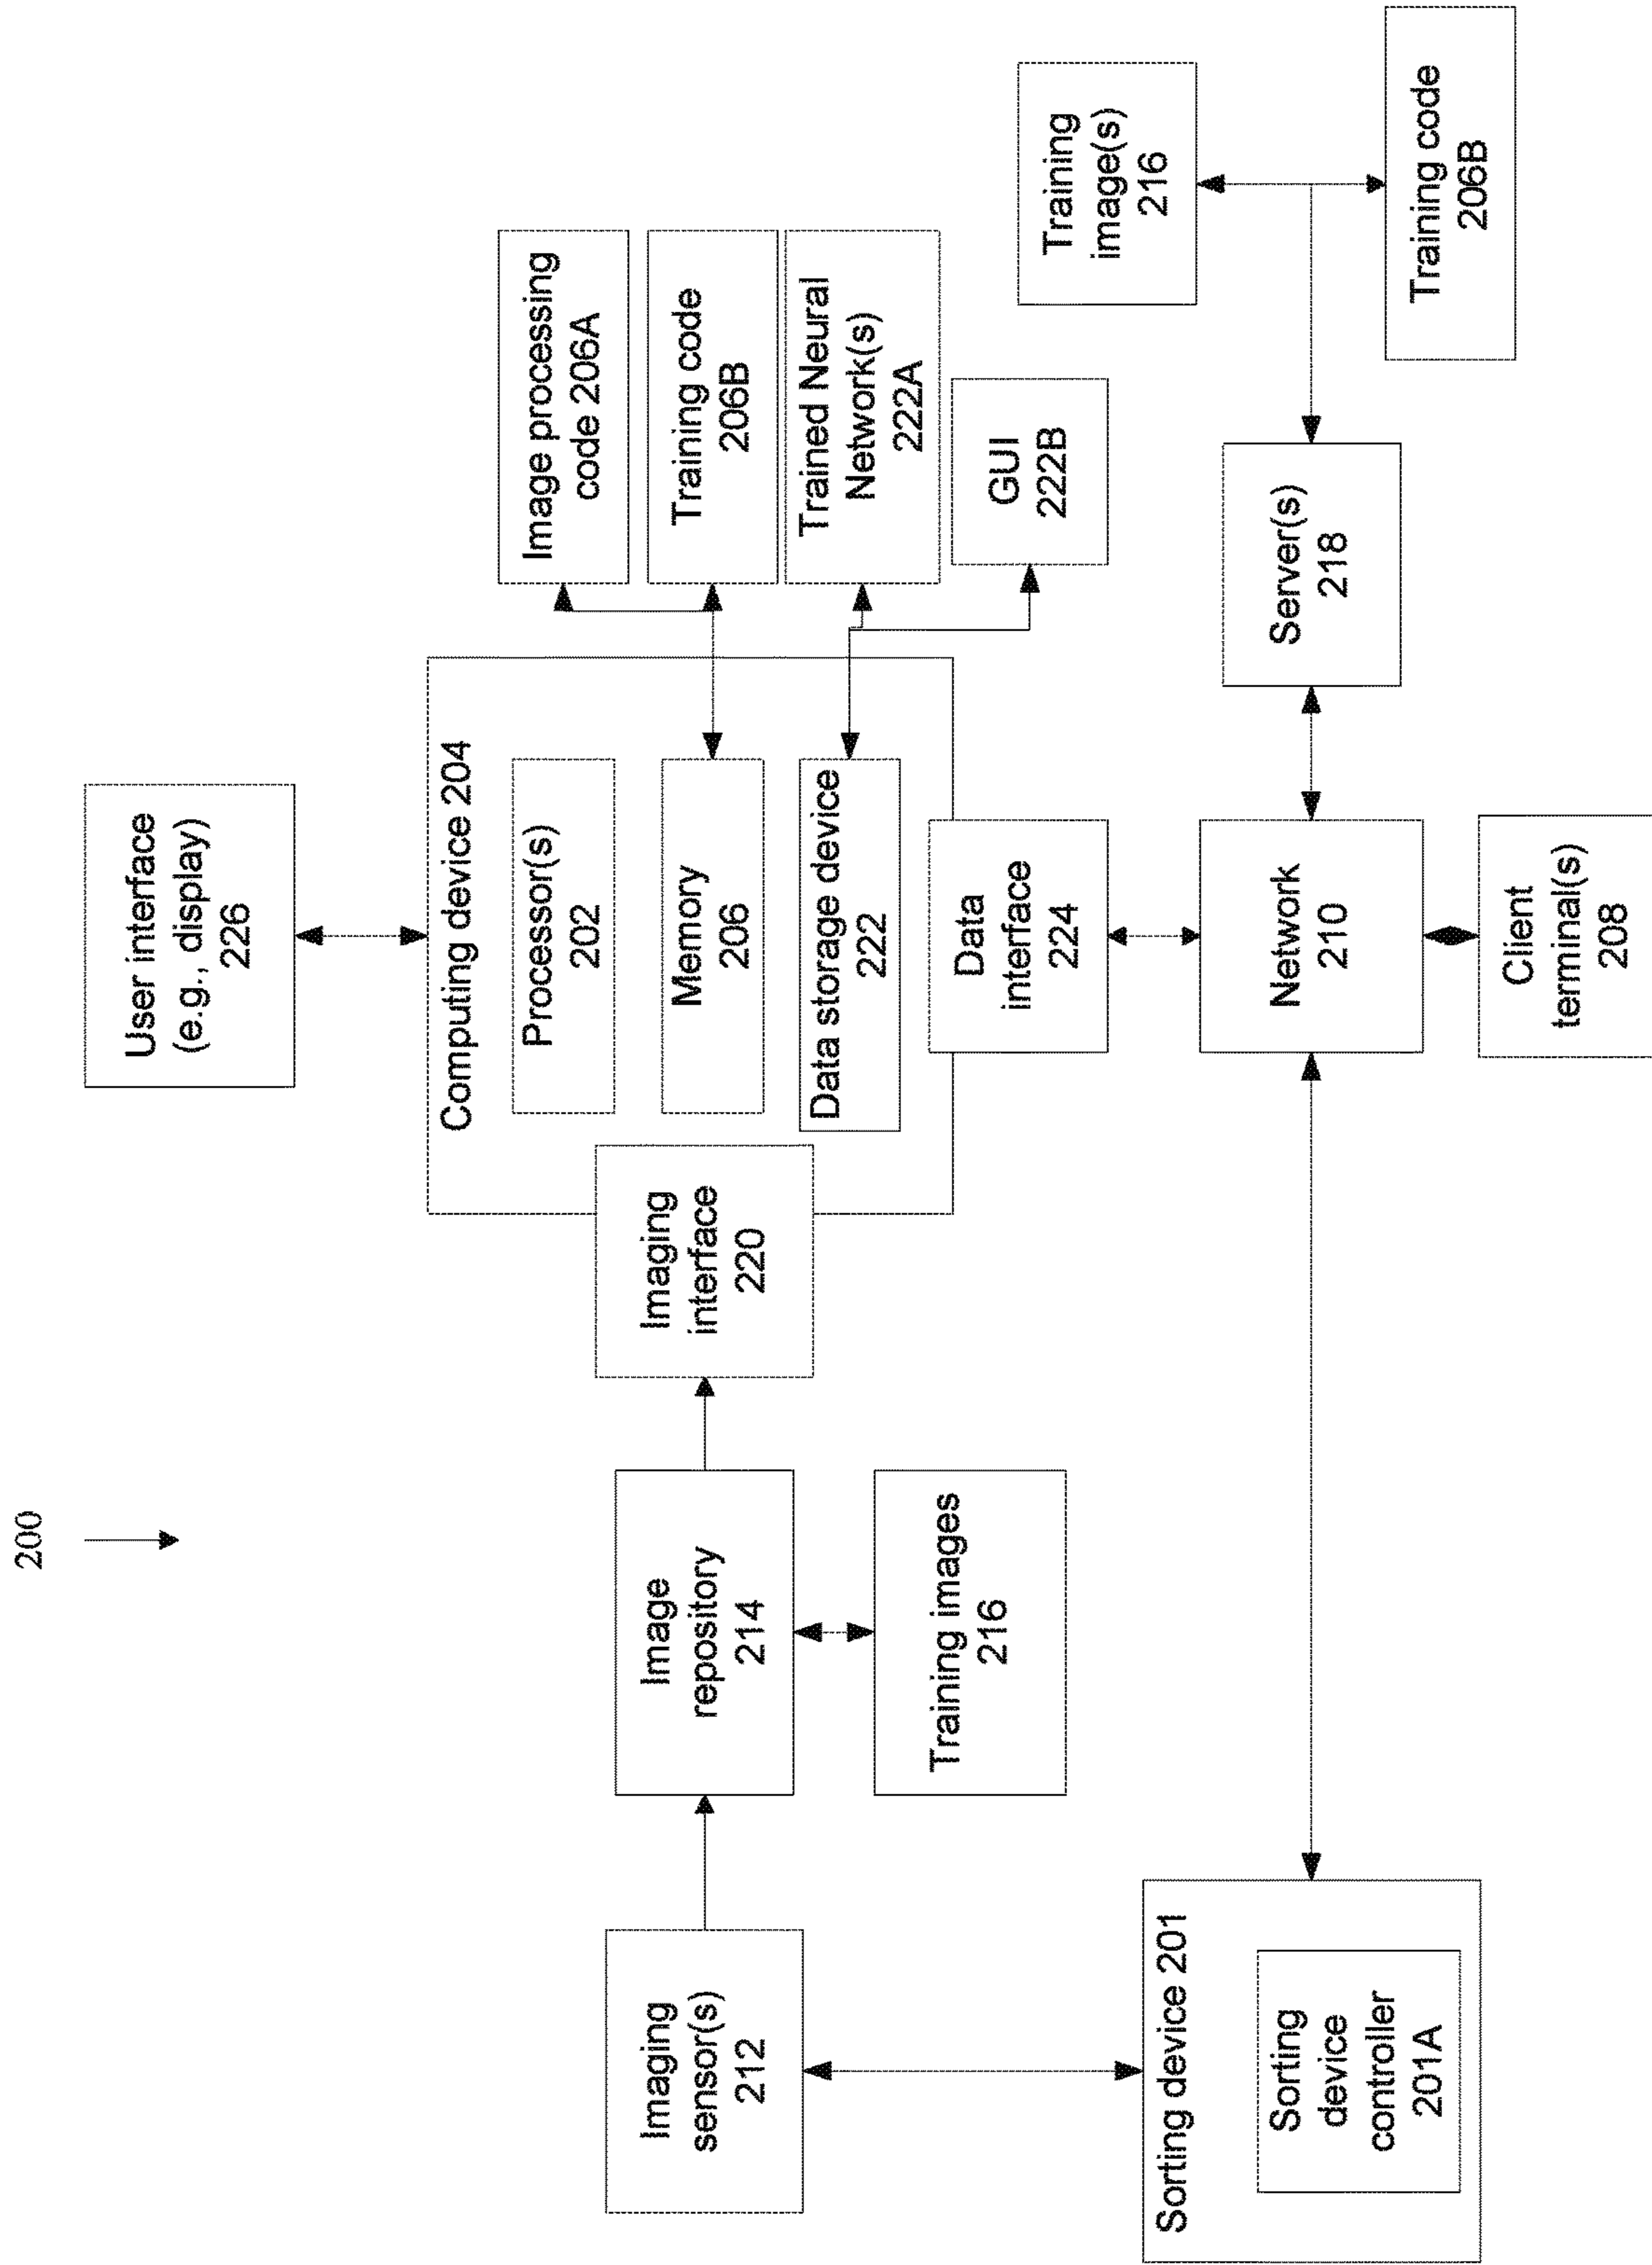 200
User interface
(e.g., display)
226
Computing device 204
Processor(s)
202
Memory
206
Data storage device
222
Image processing
code 206A
Training code
206B
Trained Neural
Network(s)
222A
GUI
222B
Imaging
sensor(s)
212
Image
repository
214
Imaging
interface
220
Training images
216
Data
interface
224
Training
image(s)
216
Sorting device 201
Sorting
device
controller
201A
Network
210
Server(s)
218
Client
terminal(s)
208
Training code
206B